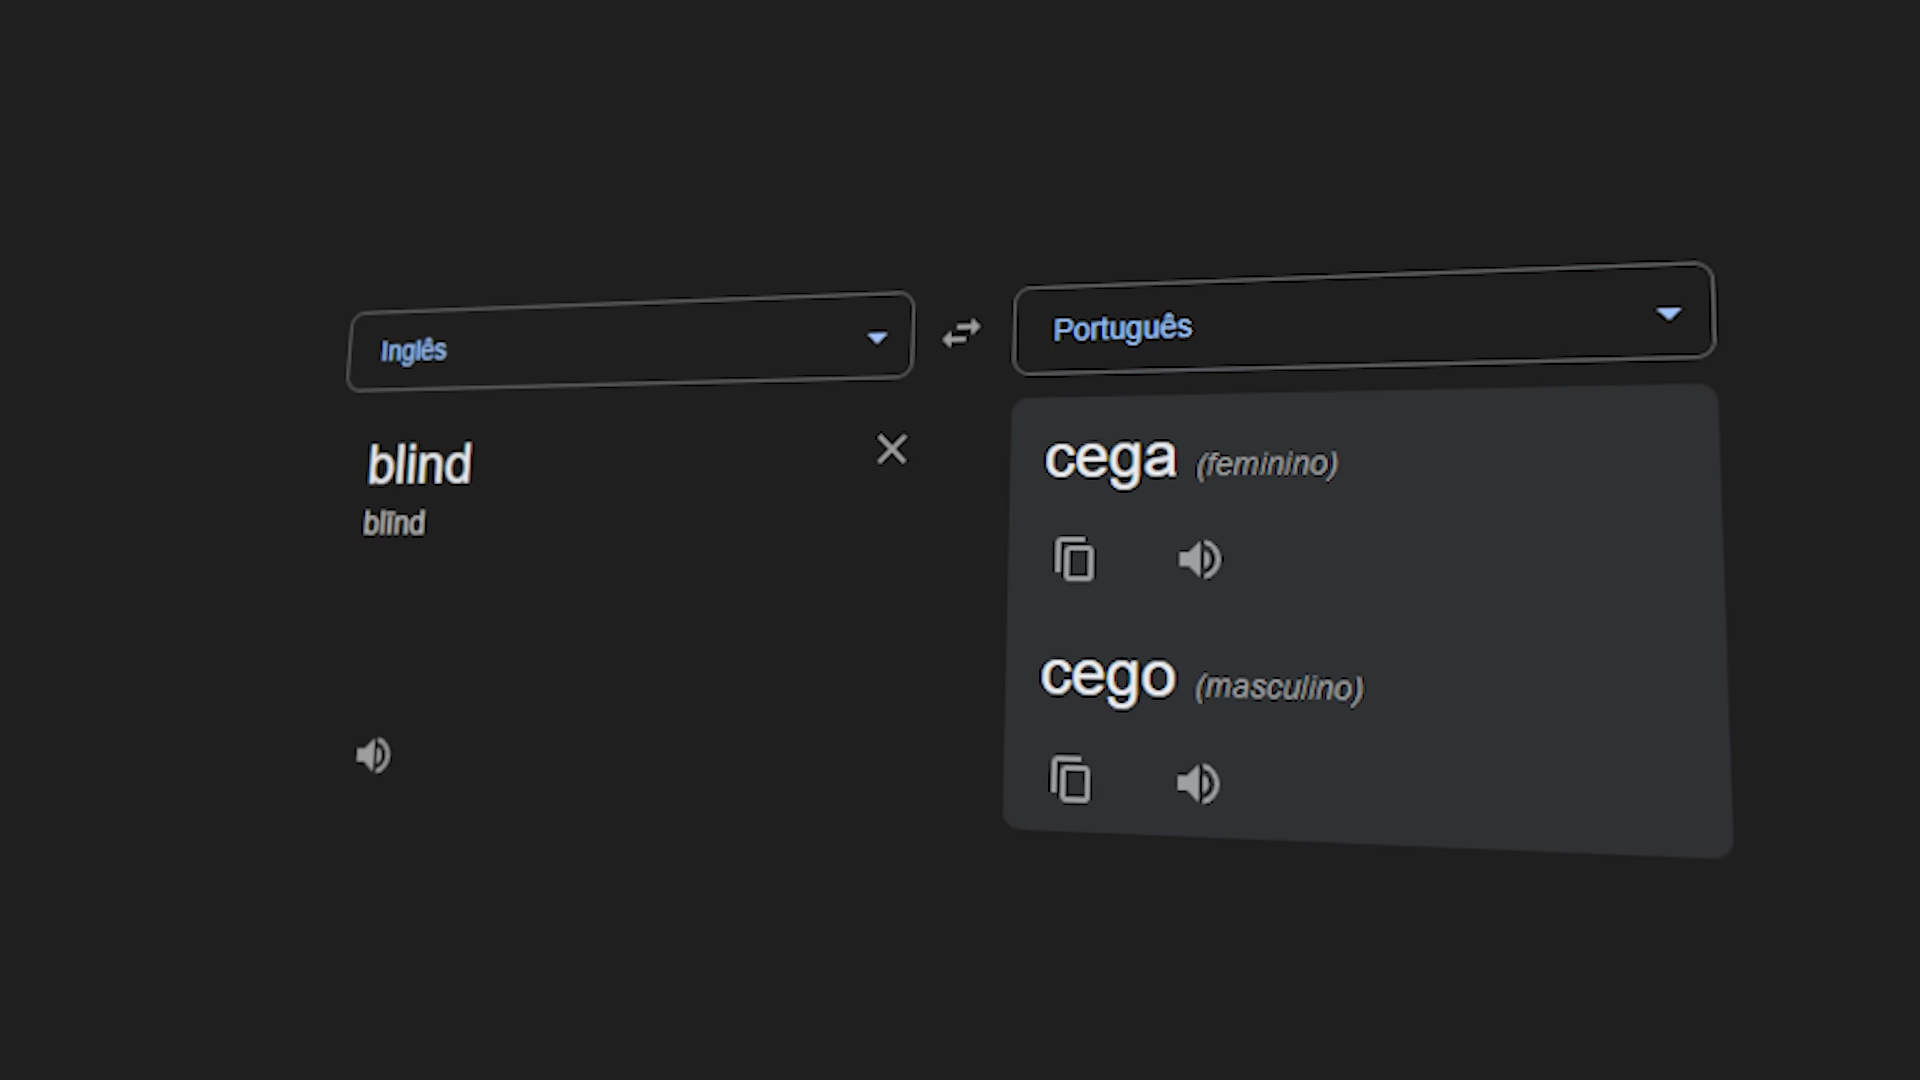 Inglês
Português
blind
blīnd
cega (feminino)
cego (masculino)